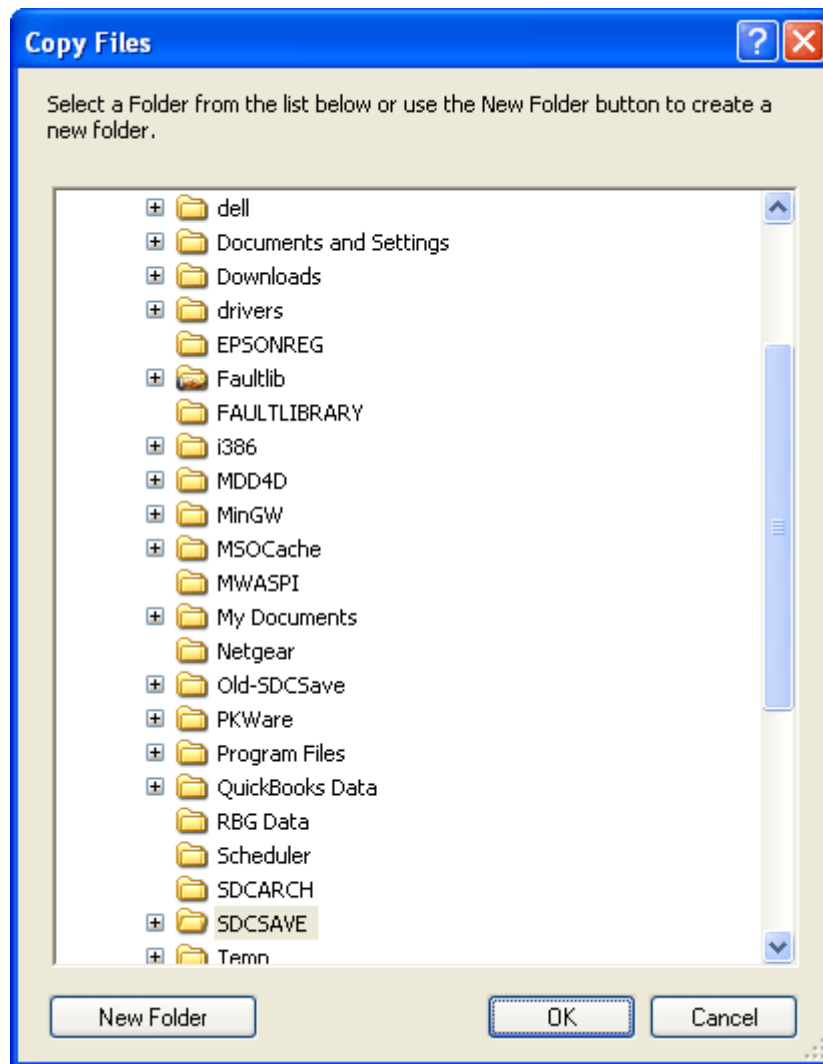 Copy Files
Select a Folder from the list below or use the New Folder button to create a
new folder.
dell
Documents and Settings
Downloads
drivers
EPSONREG
Faultlib
FAULTLIBRARY
i386
MDD4D
MinGW
MSOCache
MWASPI
My Documents
Netgear
Old-SDCSave
PKWare
Program Files
QuickBooks Data
RBG Data
Scheduler
SDCARCH
SDCSAVE
Temp
New Folder OK Cancel